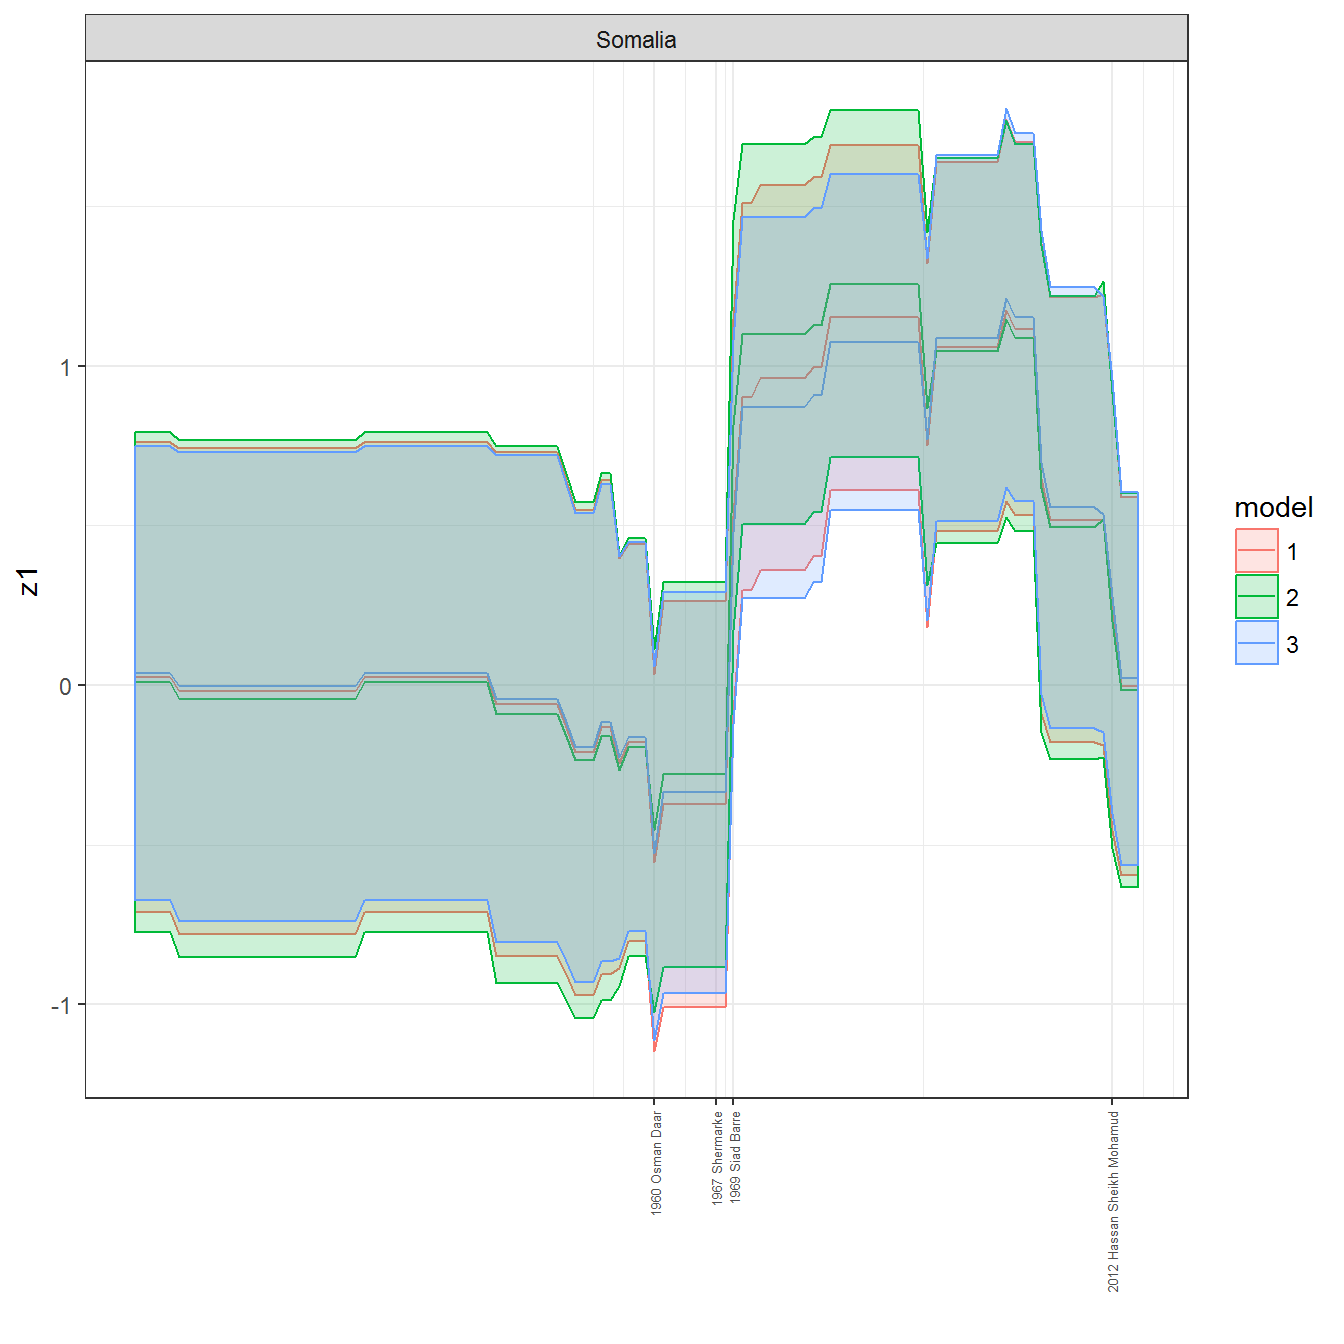 Somalia
z1
1
0
-1
1960 Osman Daar
1967 Shermarke
1969 Siad Barre
2012 Hassan Sheikh Mohamud
model
1
2
3